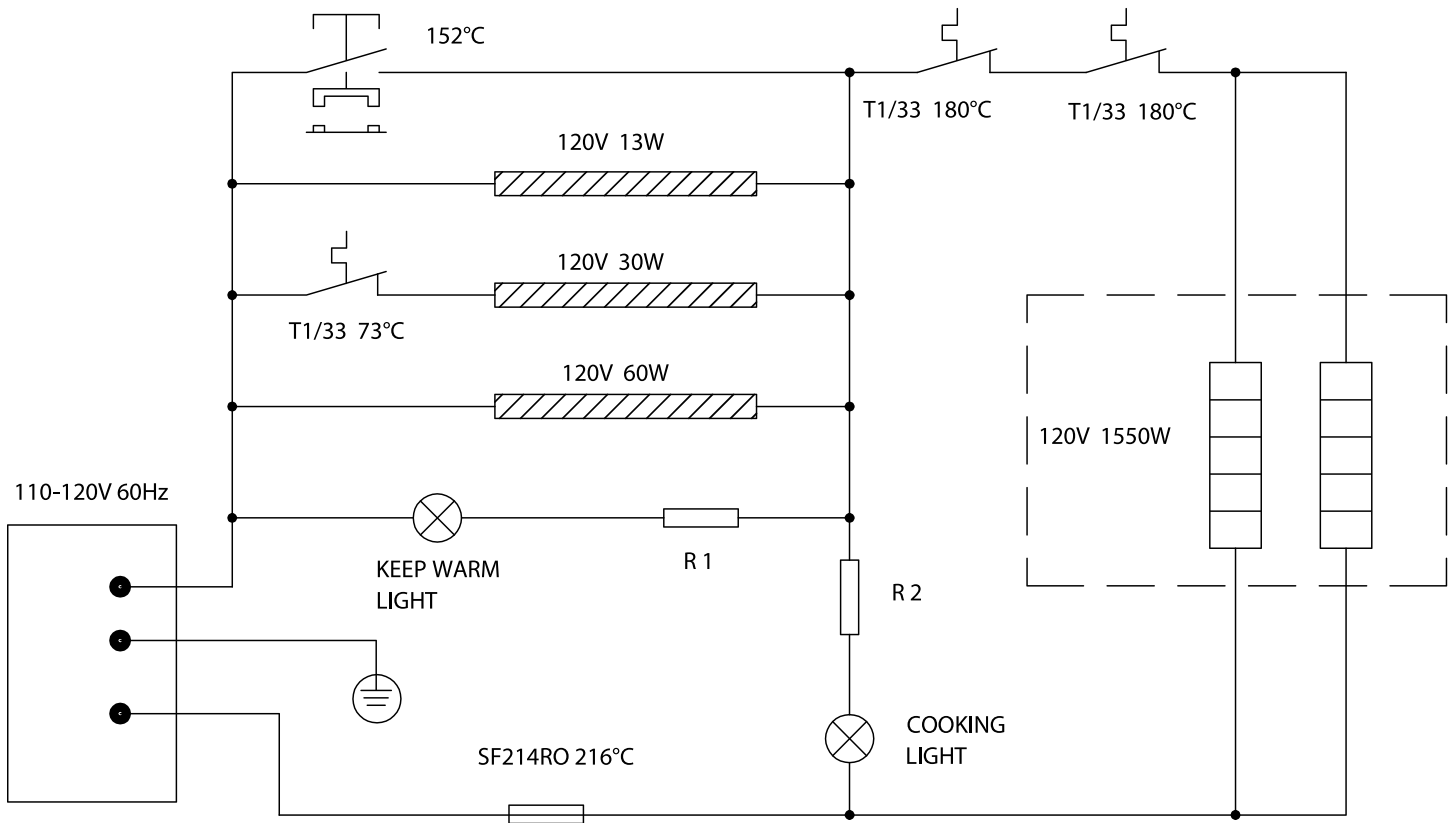 152°C
T1/33 180°C
T1/33 180°C
120V 13W
120V 30W
T1/33 73°C
120V 60W
120V 1550W
110-120V 60Hz
KEEP WARM
LIGHT
R 1
R 2
COOKING
LIGHT
SF214RO 216°C